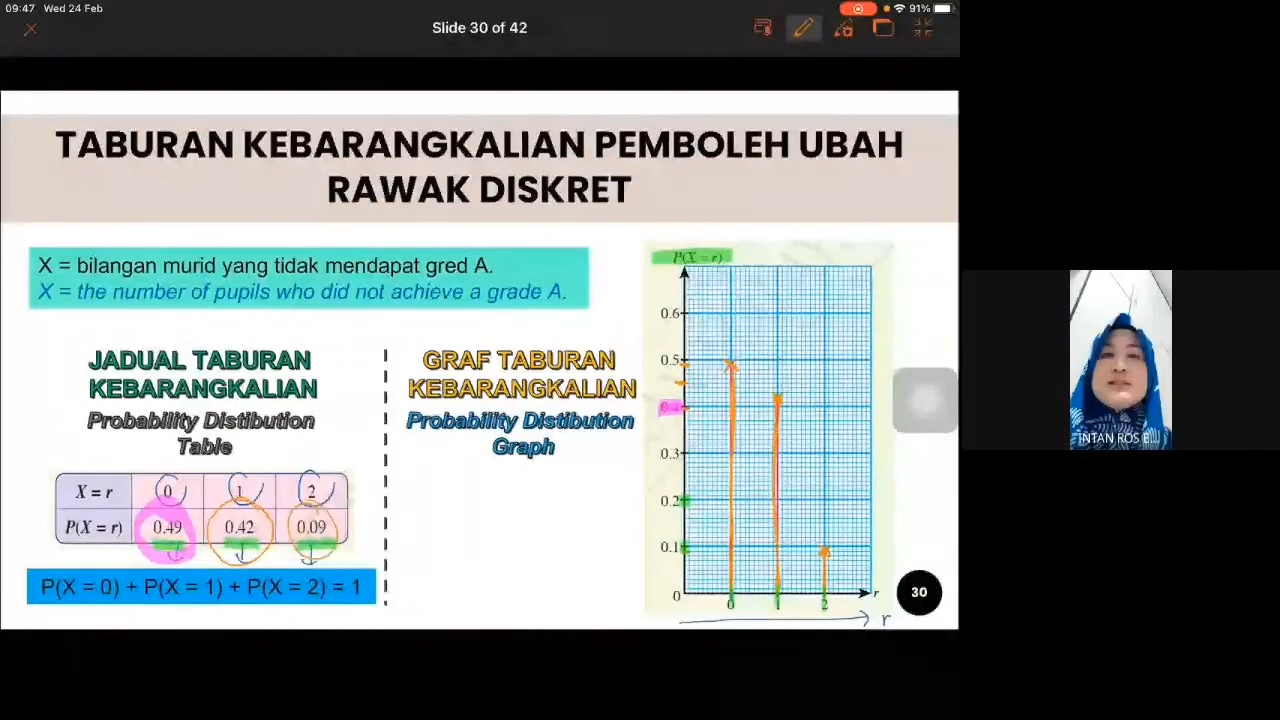 09:47 Wed 24 Feb
91%
Slide 30 of 42
TABURAN KEBARANGKALIAN PEMBOLEH UBAH
RAWAK DISKRET
X = bilangan murid yang tidak mendapat gred A.
X = the number of pupils who did not achieve a grade A.
JADUAL TABURAN
KEBARANGKALIAN
Probability Distibution
Table
X = r 0 1 2
P(X = r) 0.49 0.42 0.09
P(X = 0) + P(X = 1) + P(X = 2) = 1
GRAF TABURAN
KEBARANGKALIAN
Probability Distibution
Graph
P(X = r)
0.6
0.5
0.4
0.3
0.2
0.1
0
0 1 2
r
r
30
INTAN ROS E...